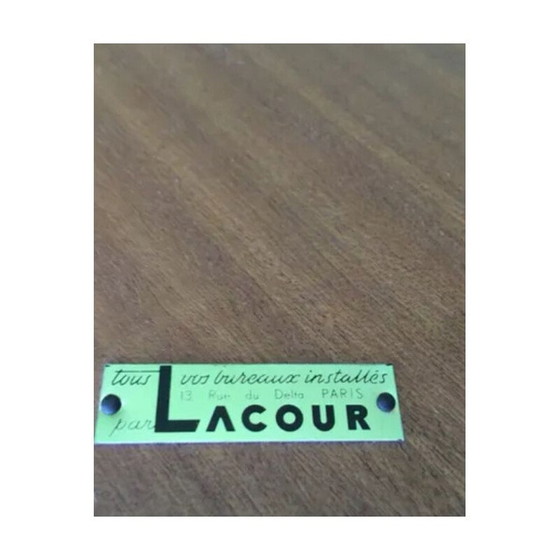 tous vos bureaux installés
13, Rue du Delta PARIS
par LACOUR